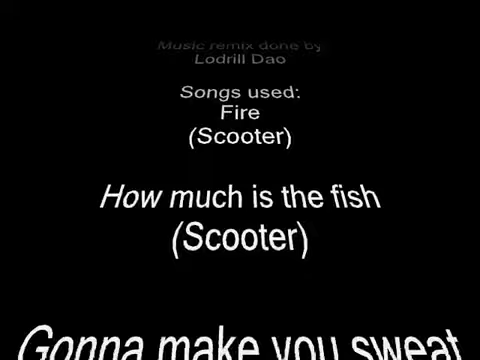 Music remix done by
Lodrill Dao
Songs used:
Fire
(Scooter)
How much is the fish
(Scooter)
Gonna make you sweat